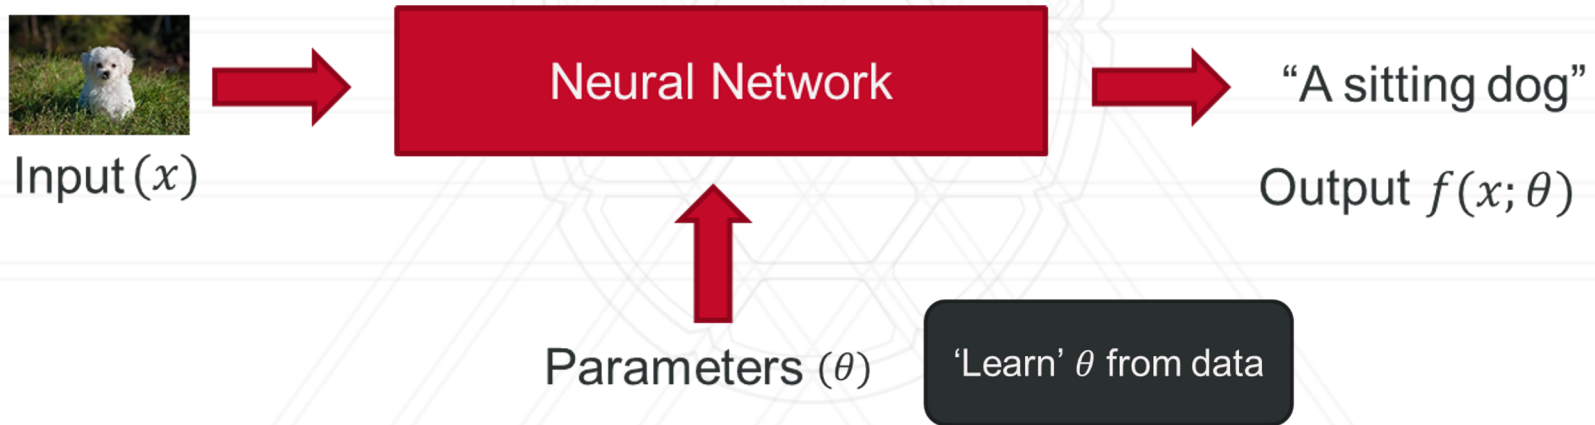 Neural Network
“A sitting dog”
Input (x)
Output f(x; θ)
Parameters (θ)
‘Learn’ θ from data